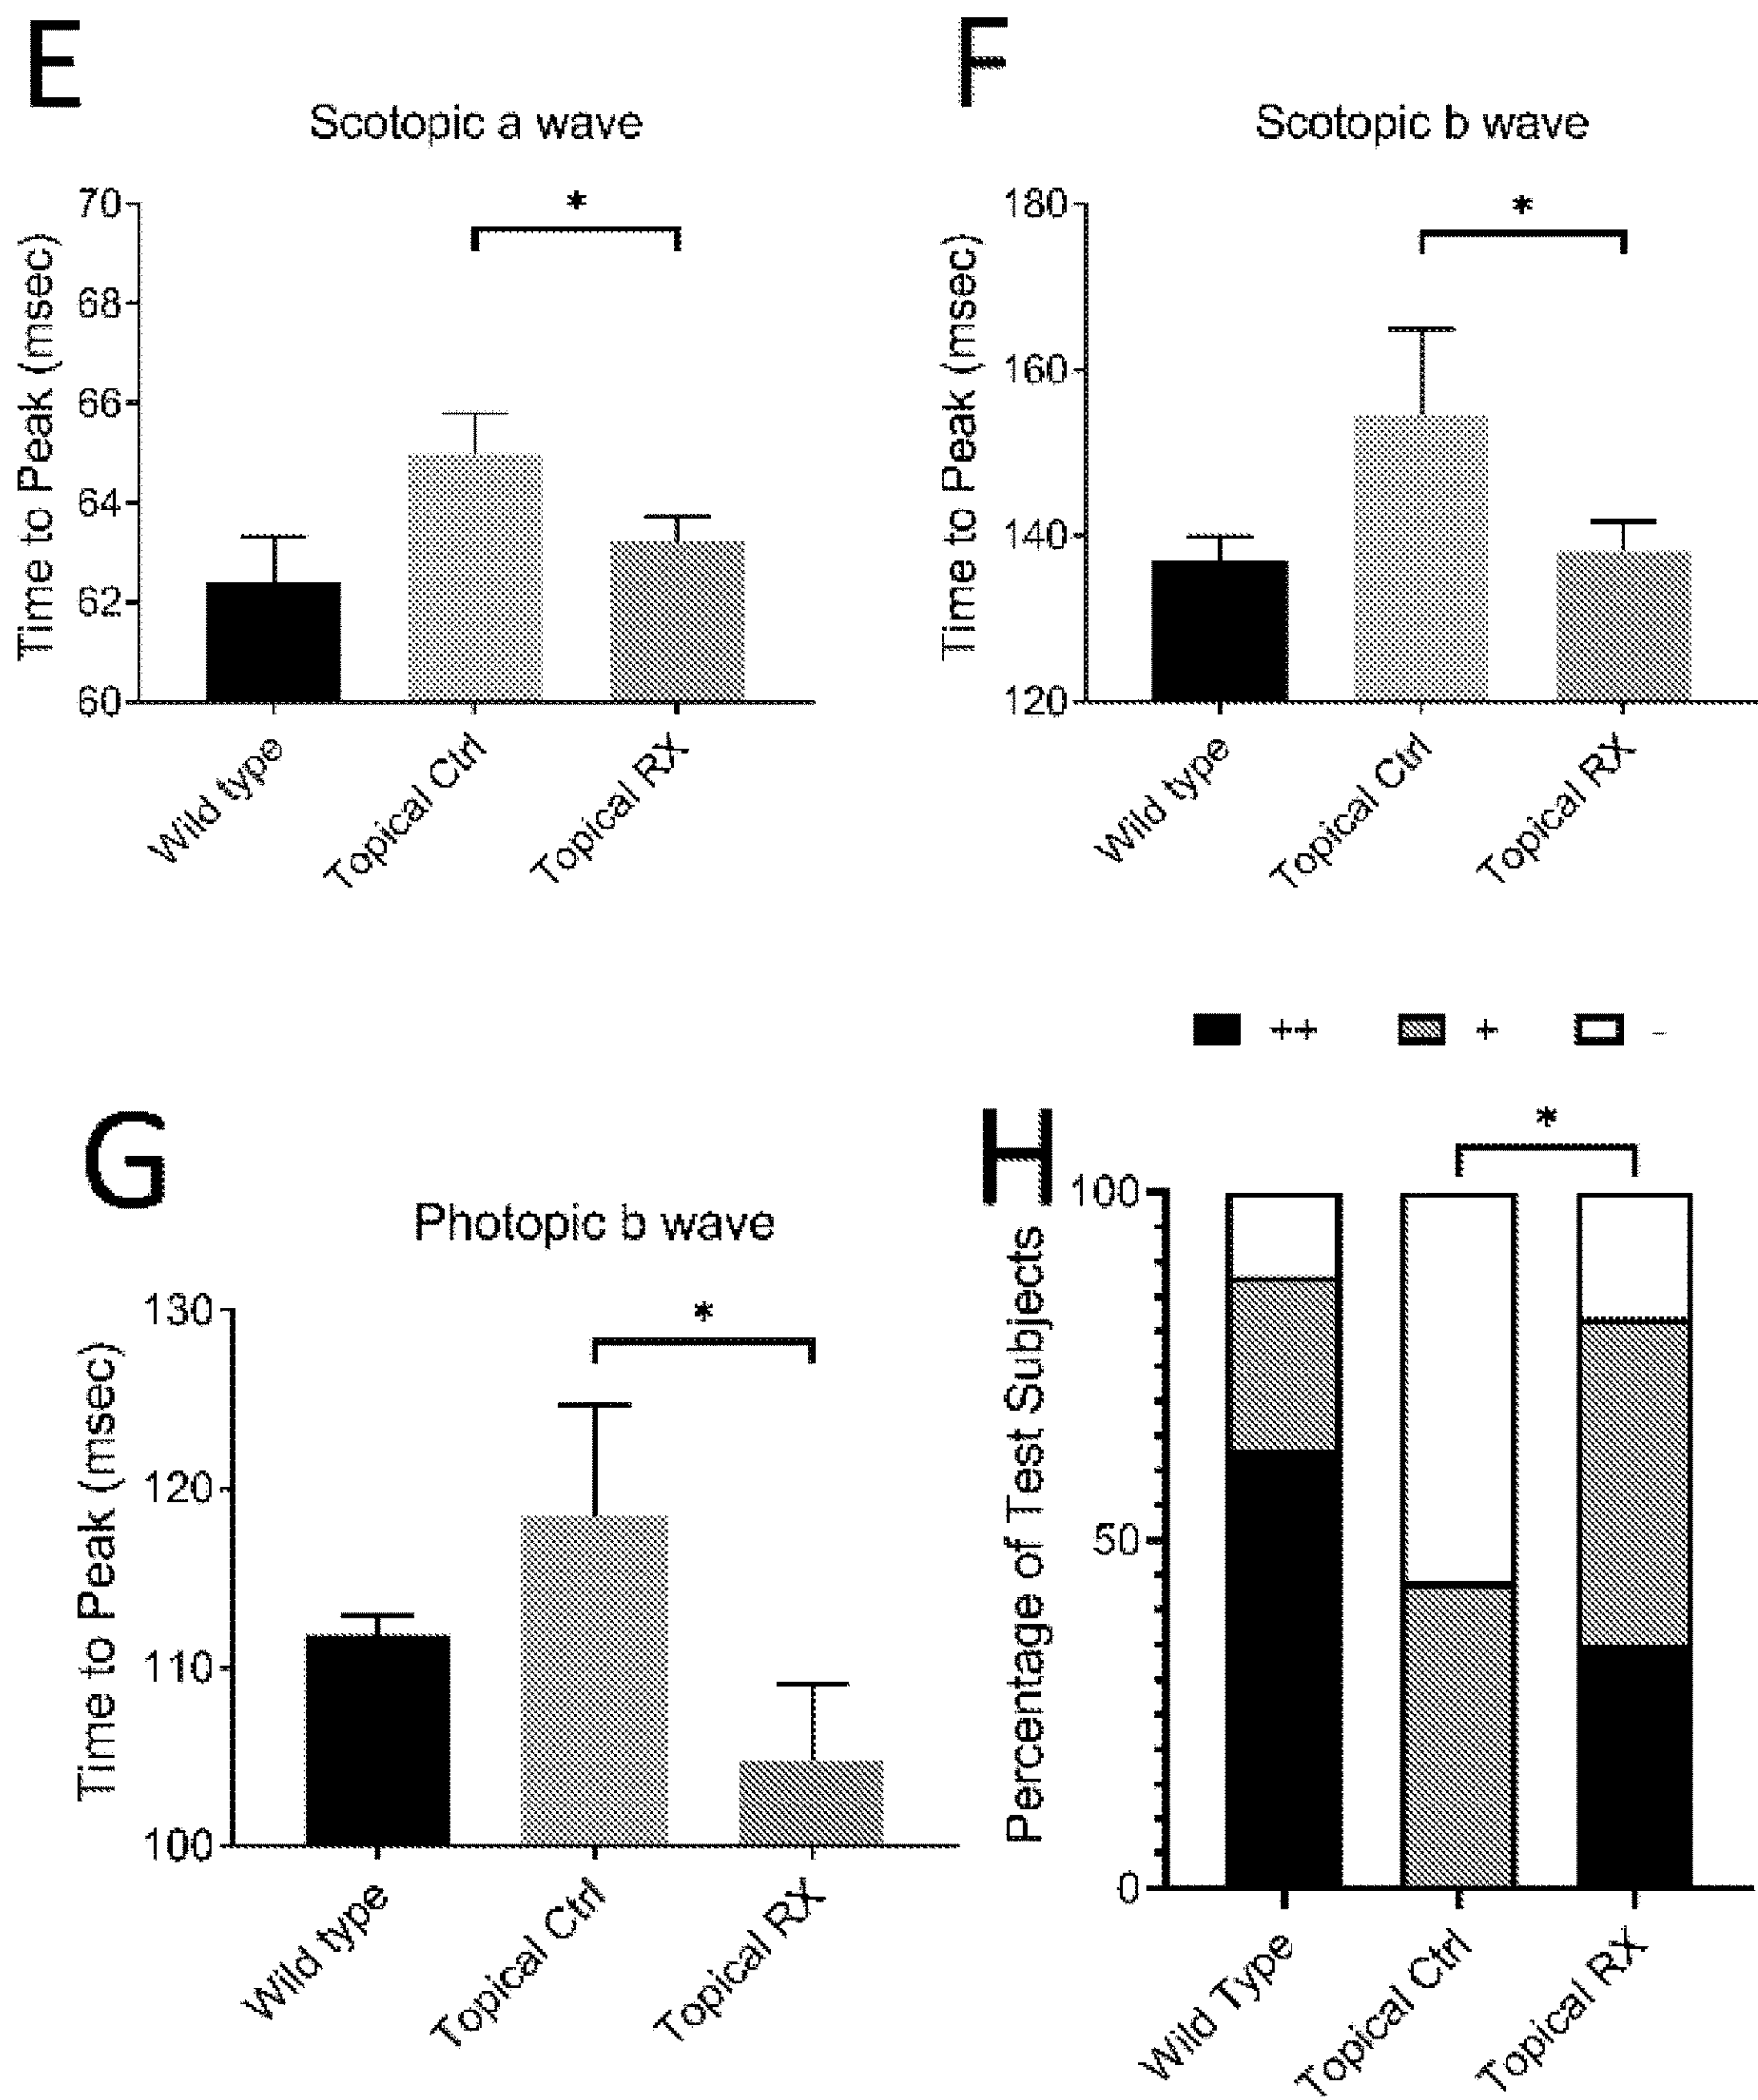 E
Scotopic a wave
*
Time to Peak (msec)
70
68
66
64
62
60
Wild type
Topical Ctrl
Topical RX
F
Scotopic b wave
*
Time to Peak (msec)
180
160
140
120
Wild type
Topical Ctrl
Topical RX
G
Photopic b wave
*
Time to Peak (msec)
130
120
110
100
Wild type
Topical Ctrl
Topical RX
++ + -
H
*
Percentage of Test Subjects
100
50
0
Wild Type
Topical Ctrl
Topical RX